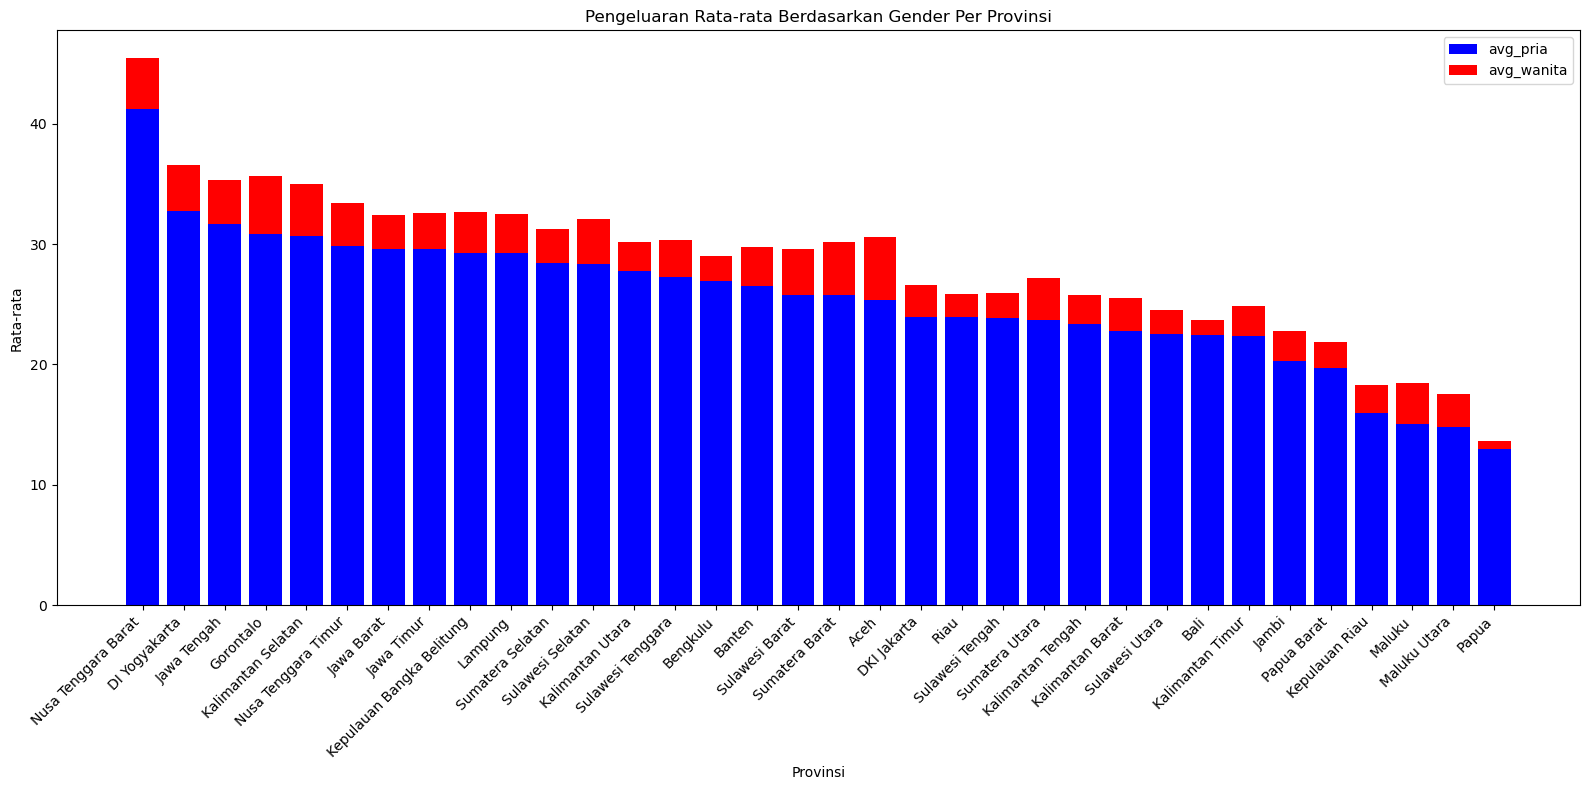 Pengeluaran Rata-rata Berdasarkan Gender Per Provinsi
avg_pria
avg_wanita
Rata-rata
40
30
20
10
0
Nusa Tenggara Barat
DI Yogyakarta
Jawa Tengah
Gorontalo
Kalimantan Selatan
Nusa Tenggara Timur
Jawa Barat
Jawa Timur
Kepulauan Bangka Belitung
Lampung
Sumatera Selatan
Sulawesi Selatan
Kalimantan Utara
Sulawesi Tenggara
Bengkulu
Banten
Sulawesi Barat
Sumatera Barat
Aceh
DKI Jakarta
Riau
Sulawesi Tengah
Sumatera Utara
Kalimantan Tengah
Kalimantan Barat
Sulawesi Utara
Bali
Kalimantan Timur
Jambi
Papua Barat
Kepulauan Riau
Maluku
Maluku Utara
Papua
Provinsi